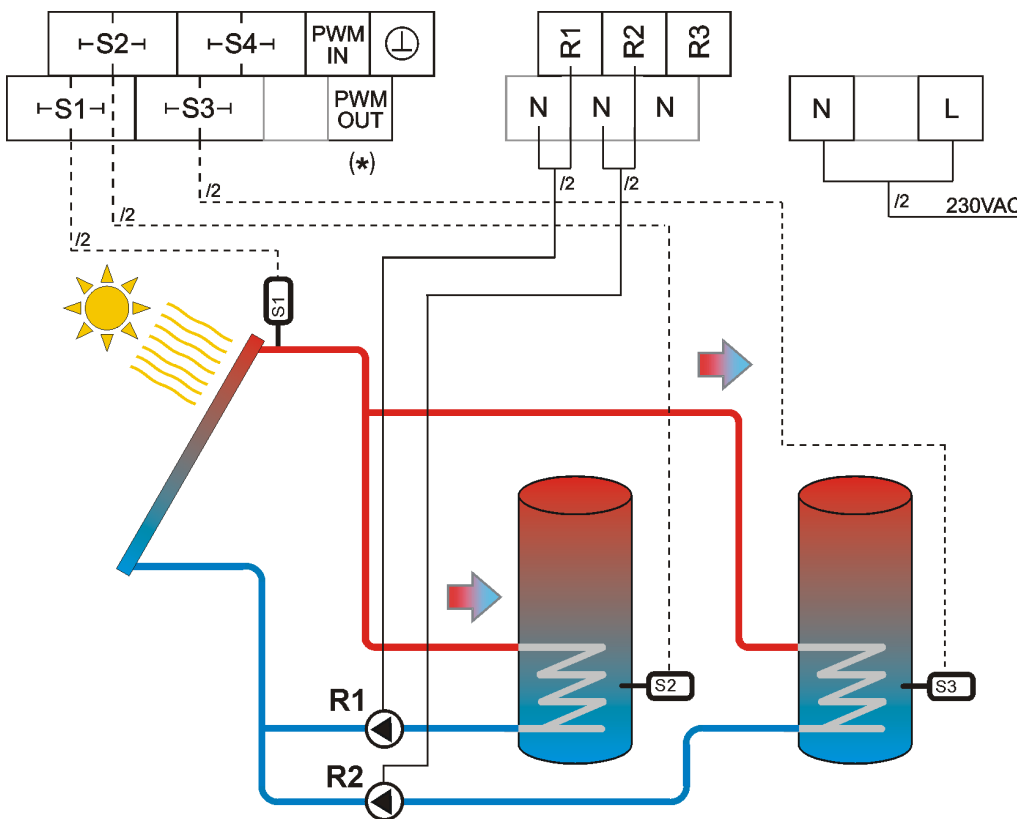 S2 S4 PWM IN
R1 R2 R3
S1 S3 PWM OUT
N N N
N L
(*)
/2 /2 /2 /2 /2 /2
230VAC
S1
S2
S3
R1
R2